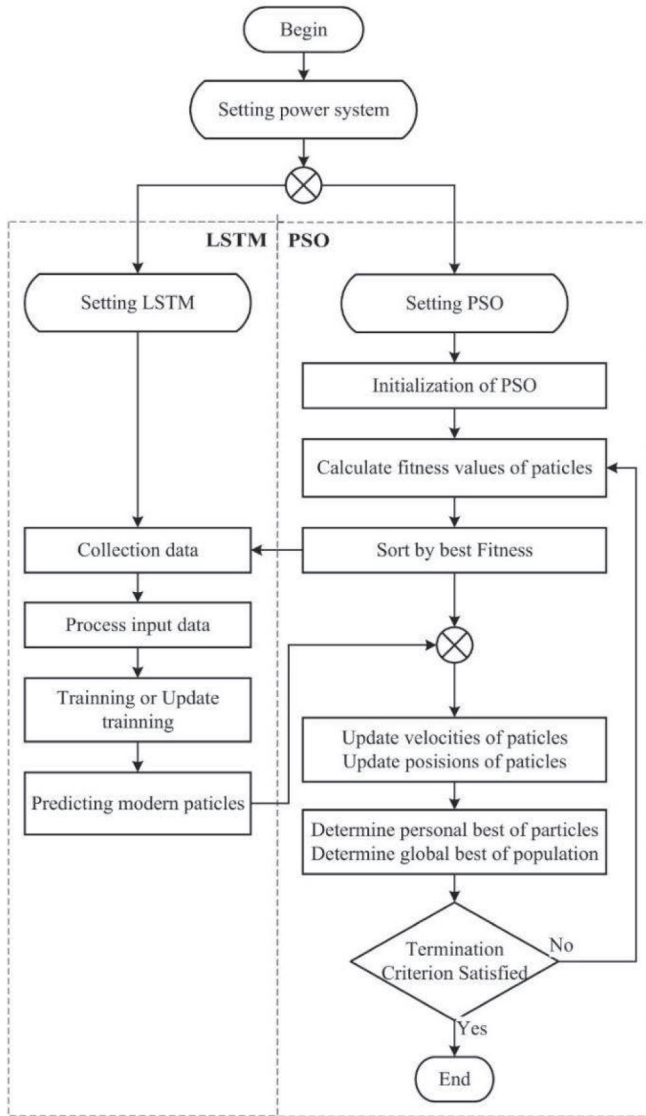 Begin
Setting power system
LSTM
PSO
Setting LSTM
Setting PSO
Initialization of PSO
Calculate fitness values of paticles
Collection data
Sort by best Fitness
Process input data
Trainning or Update
trainning
Update velocities of paticles
Update posisions of paticles
Predicting modern paticles
Determine personal best of particles
Determine global best of population
Termination
Criterion Satisfied
No
Yes
End